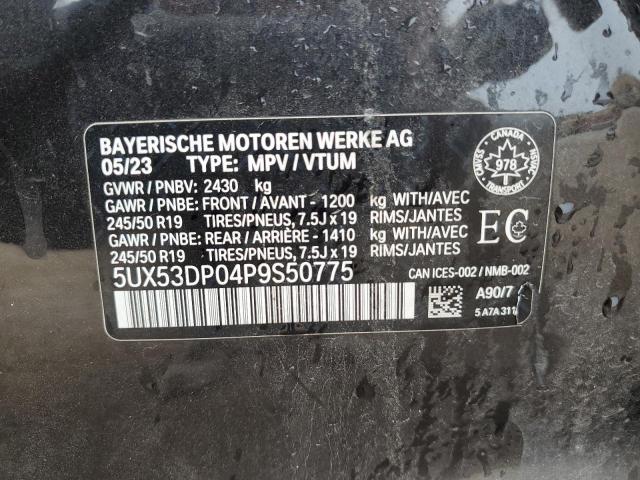 BAYERISCHE MOTOREN WERKE AG
05/23 TYPE: MPV / VTUM
GVWR / PNBV: 2430 kg
GAWR / PNBE: FRONT / AVANT - 1200 kg WITH/AVEC
245/50 R19 TIRES/PNEUS, 7.5J x 19 RIMS/JANTES
GAWR / PNBE: REAR / ARRIÈRE - 1410 kg WITH/AVEC
245/50 R19 TIRES/PNEUS, 7.5J x 19 RIMS/JANTES
5UX53DP04P9S50775
CANADA
CMVSS
978
NSVAC
TRANSPORT
EC
CAN ICES-002 / NMB-002
A90/7